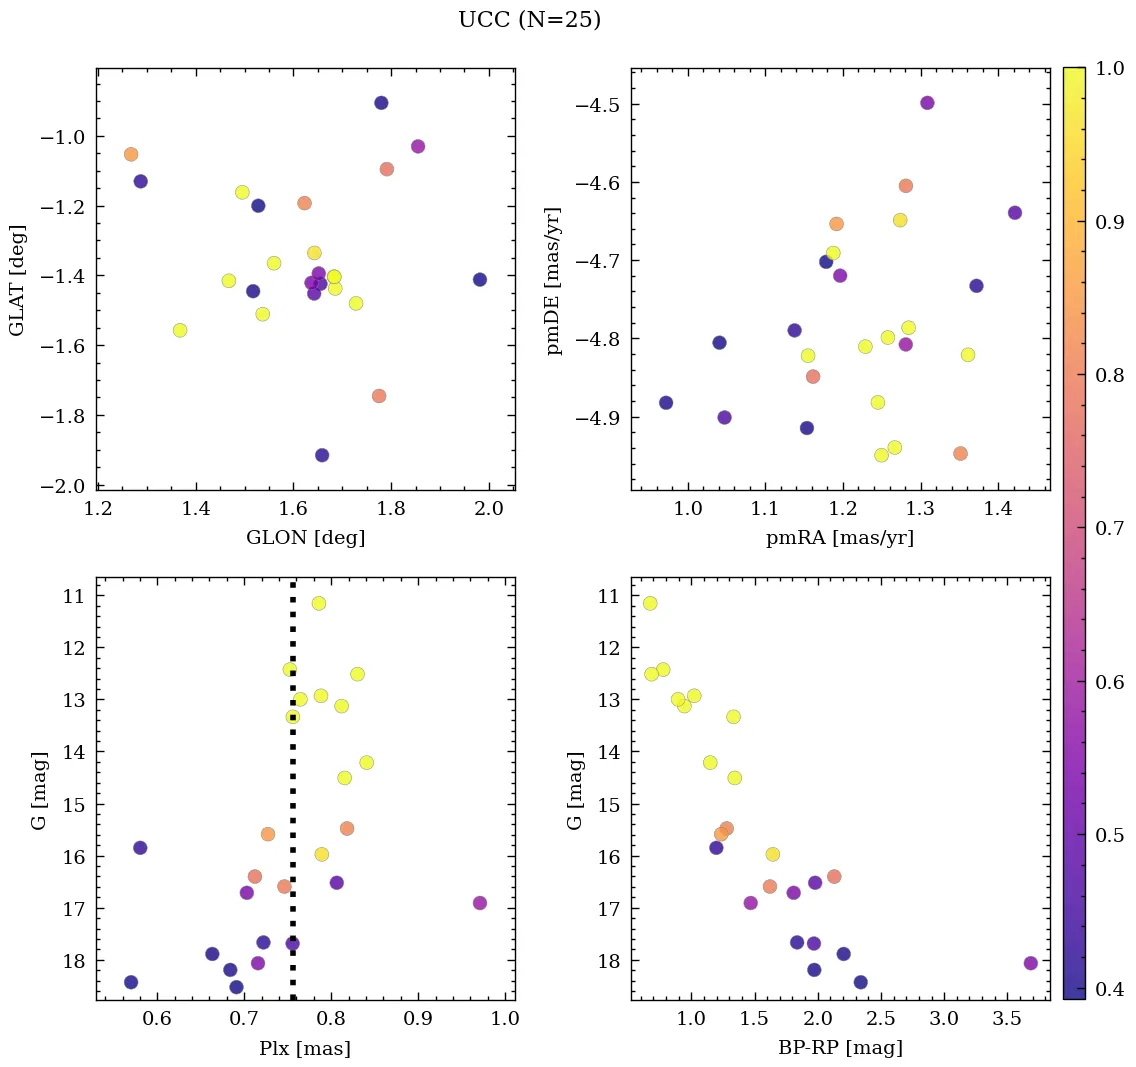 UCC (N=25)
−1.0
−1.2
−1.4
−1.6
−1.8
−2.0
GLAT [deg]
1.2 1.4 1.6 1.8 2.0
GLON [deg]
−4.5
−4.6
−4.7
−4.8
−4.9
pmDE [mas/yr]
1.0 1.1 1.2 1.3 1.4
pmRA [mas/yr]
11
12
13
14
15
16
17
18
G [mag]
0.6 0.7 0.8 0.9 1.0
Plx [mas]
11
12
13
14
15
16
17
18
G [mag]
1.0 1.5 2.0 2.5 3.0 3.5
BP-RP [mag]
1.0
0.9
0.8
0.7
0.6
0.5
0.4